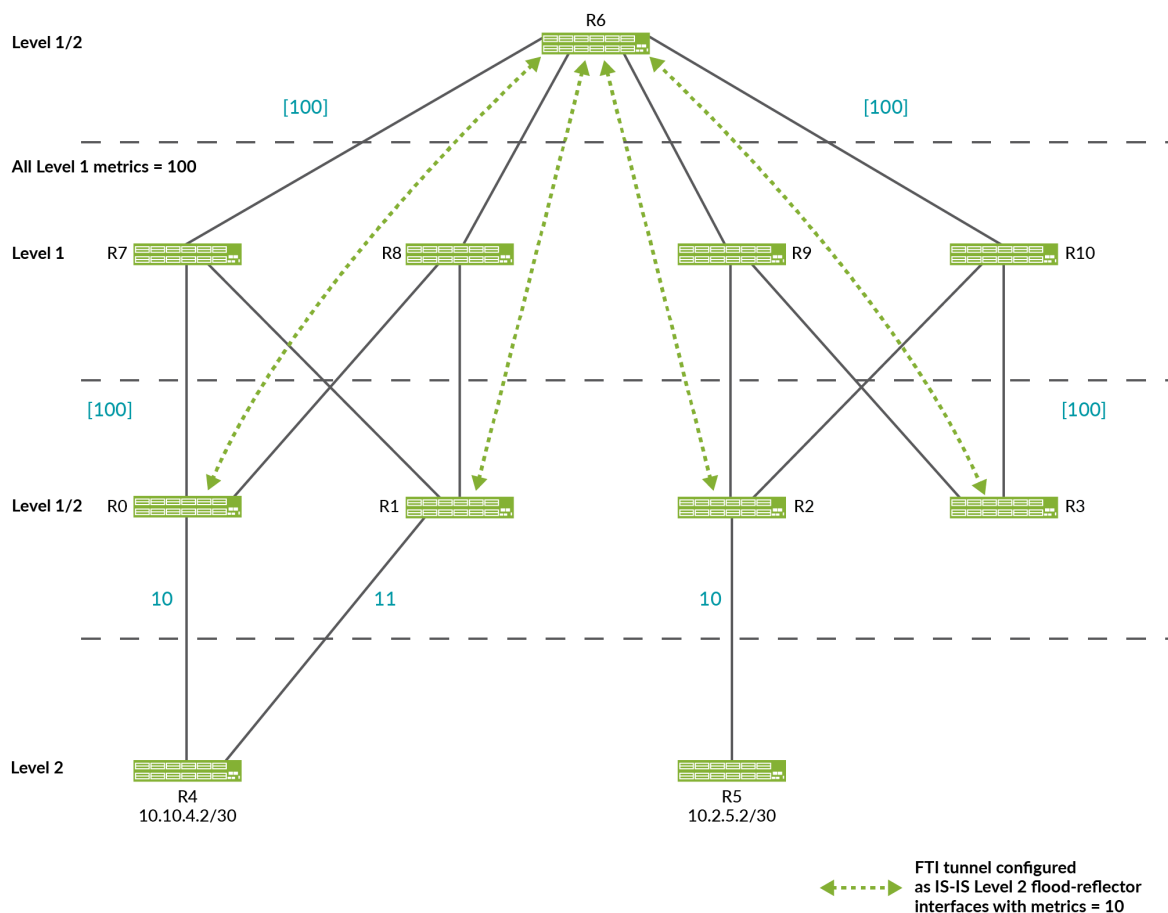 R6
Level 1/2
[100]
[100]
All Level 1 metrics = 100
Level 1
R7
R8
R9
R10
[100]
[100]
Level 1/2
R0
R1
R2
R3
10
11
10
Level 2
R4
10.10.4.2/30
R5
10.2.5.2/30
FTI tunnel configured
as IS-IS Level 2 flood-reflector
interfaces with metrics = 10